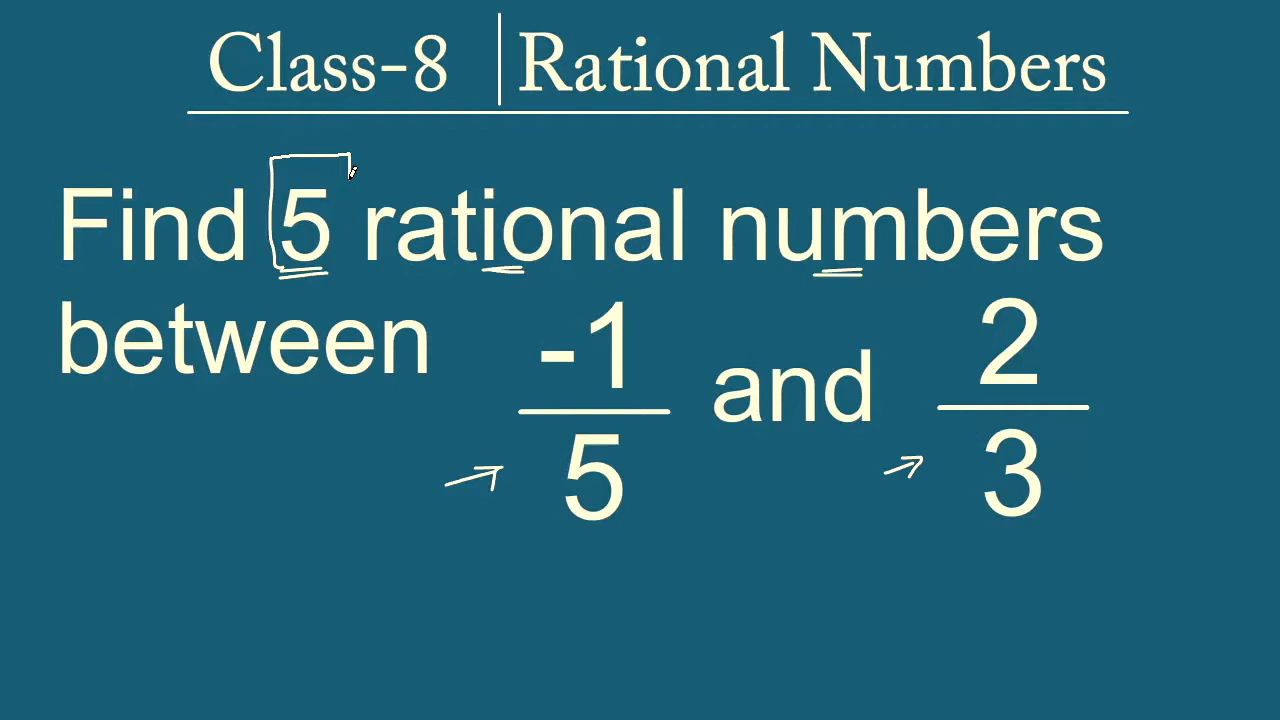 Class-8 | Rational Numbers
Find 5 rational numbers
between -1/5 and 2/3